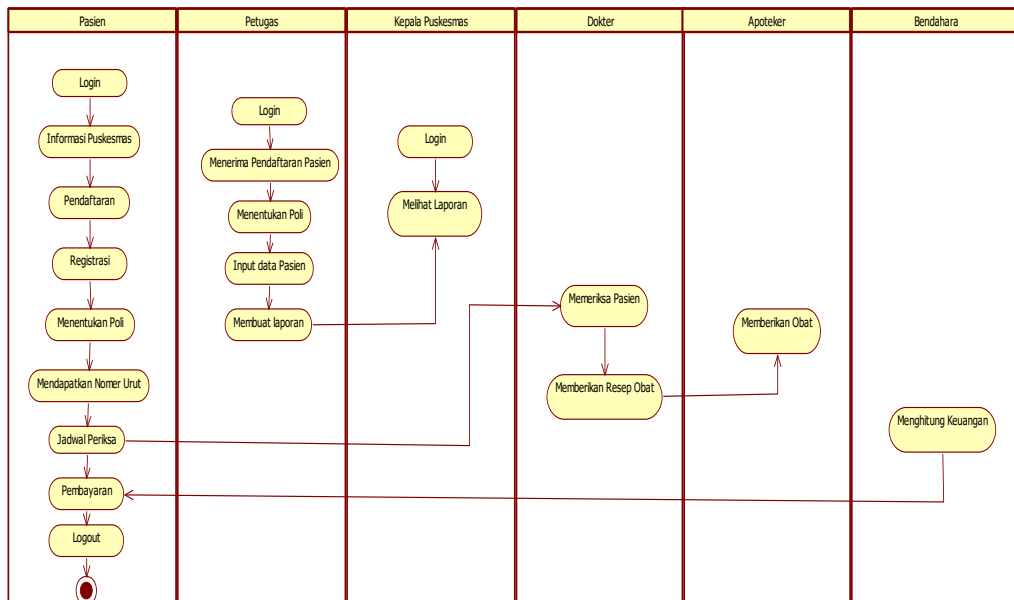 Pasien
Petugas
Kepala Puskesmas
Dokter
Apoteker
Bendahara
Login
Informasi Puskesmas
Pendaftaran
Registrasi
Menentukan Poli
Mendapatkan Nomer Urut
Jadwal Periksa
Pembayaran
Logout
Login
Menerima Pendaftaran Pasien
Menentukan Poli
Input data Pasien
Membuat laporan
Login
Melihat Laporan
Memeriksa Pasien
Memberikan Resep Obat
Memberikan Obat
Menghitung Keuangan